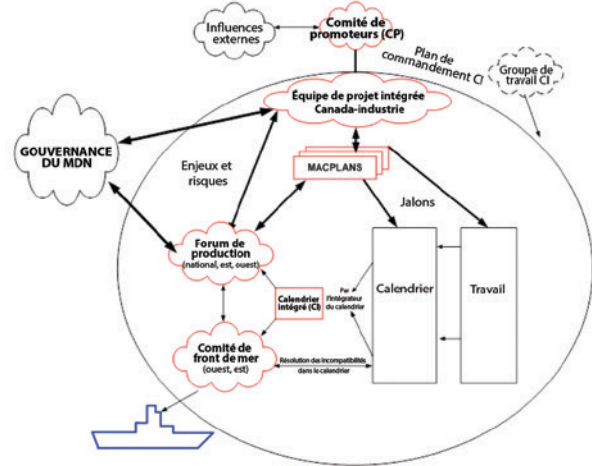 Influences
externes
Comité de
promoteurs (CP)
Plan de
commandement CI
Groupe de
travail CI
Équipe de projet intégrée
Canada-industrie
GOUVERNANCE
DU MDN
Enjeux et
risques
MACPLANS
Jalons
Forum de
production
(national, est, ouest)
Calendrier
intégré (CI)
Par
l'intégrateur
du calendrier
Calendrier
Travail
Comité de
front de mer
(ouest, est)
Résolution des incompatibilités
dans le calendrier